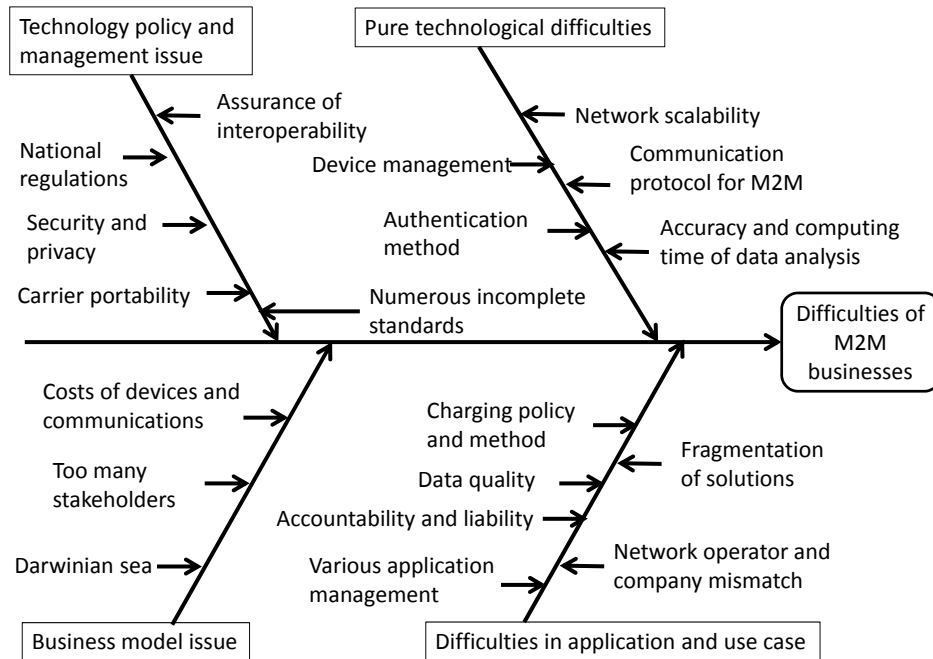 Technology policy and
management issue
Pure technological difficulties
Assurance of
interoperability
National
regulations
Security and
privacy
Carrier portability
Numerous incomplete
standards
Network scalability
Device management
Communication
protocol for M2M
Authentication
method
Accuracy and computing
time of data analysis
Difficulties of
M2M
businesses
Costs of devices and
communications
Too many
stakeholders
Darwinian sea
Business model issue
Charging policy
and method
Fragmentation
of solutions
Data quality
Accountability and liability
Network operator and
company mismatch
Various application
management
Difficulties in application and use case